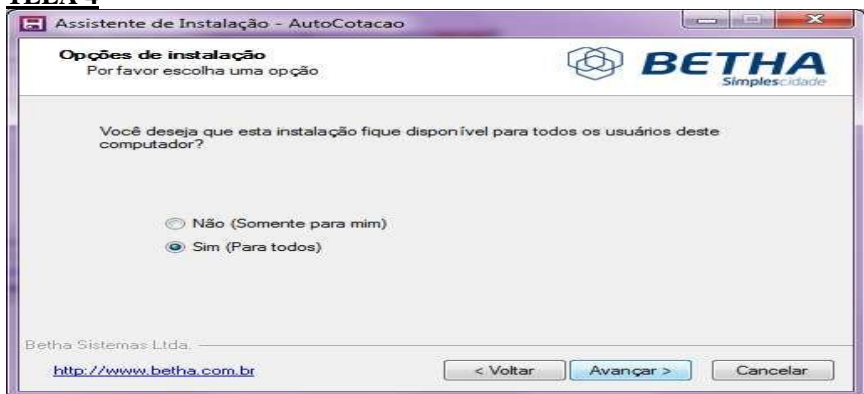 TELA 4
Assistente de Instalação - AutoCotacao
Opções de instalação
Por favor escolha uma opção
BETHA
Simplescidade
Você deseja que esta instalação fique disponível para todos os usuários deste
computador?
Não (Somente para mim)
Sim (Para todos)
Betha Sistemas Ltda.
http://www.betha.com.br
< Voltar
Avançar >
Cancelar